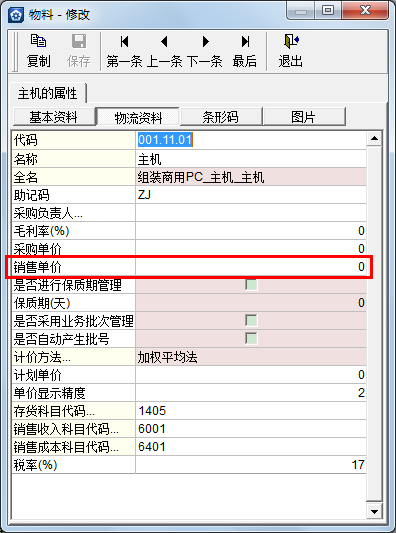 物料 - 修改
复制 保存 第一条 上一条 下一条 最后 退出
主机的属性
基本资料 物流资料 条形码 图片
代码 001.11.01
名称 主机
全名 组装商用PC_主机_主机
助记码 ZJ
采购负责人...
毛利率(%) 0
采购单价 0
销售单价 0
是否进行保质期管理
保质期(天) 0
是否采用业务批次管理
是否自动产生批号
计价方法... 加权平均法
计划单价 0
单价显示精度 2
存货科目代码... 1405
销售收入科目代码... 6001
销售成本科目代码... 6401
税率(%) 17